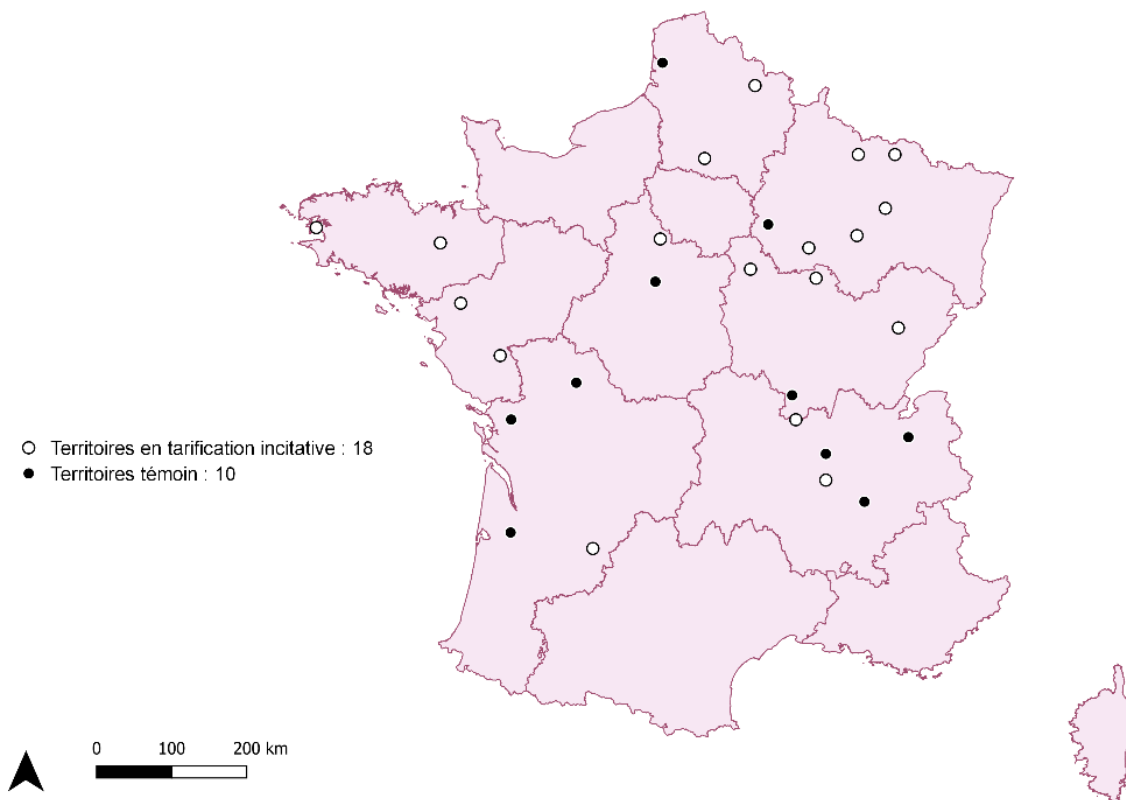 Territoires en tarification incitative : 18
Territoires témoin : 10
0 100 200 km